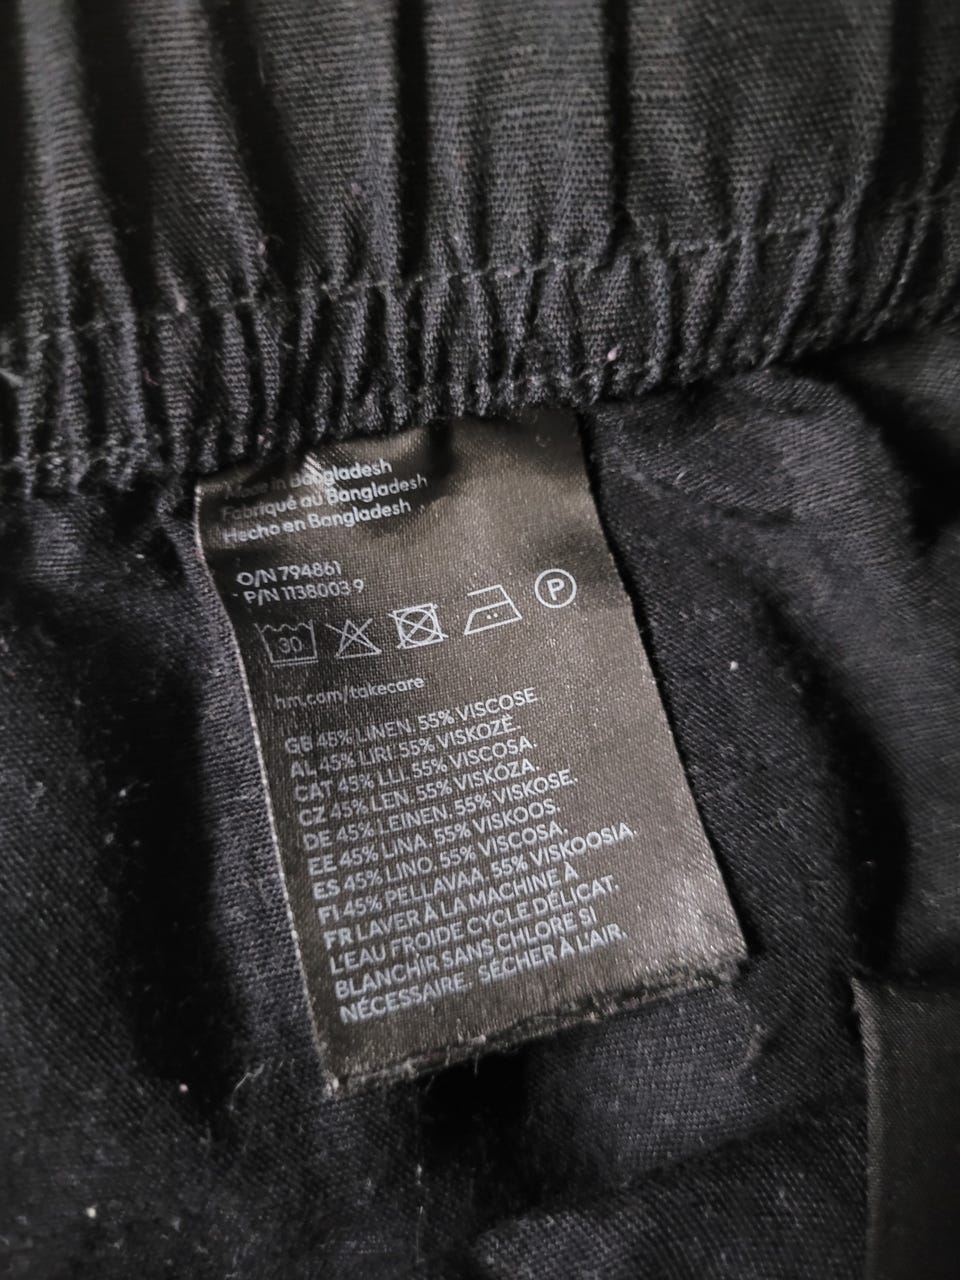 Made in Bangladesh
Fabriqué au Bangladesh
Hecho en Bangladesh
O/N 794861
P/N 1138003 9
30
P
hm.com/takecare
GB 45% LINEN. 55% VISCOSE
AL 45% LIRI. 55% VISKOZË
CAT 45% LLI. 55% VISCOSA.
CZ 45% LEN. 55% VISKÓZA.
DE 45% LEINEN. 55% VISKOSE.
EE 45% LINA. 55% VISKOOS
ES 45% LINO. 55% VISCOSA.
FI 45% PELLAVAA. 55% VISKOOSIA.
FR LAVER À LA MACHINE À
L'EAU FROIDE CYCLE DÉLICAT.
BLANCHIR SANS CHLORE SI
NÉCESSAIRE. SÉCHER À L'AIR.